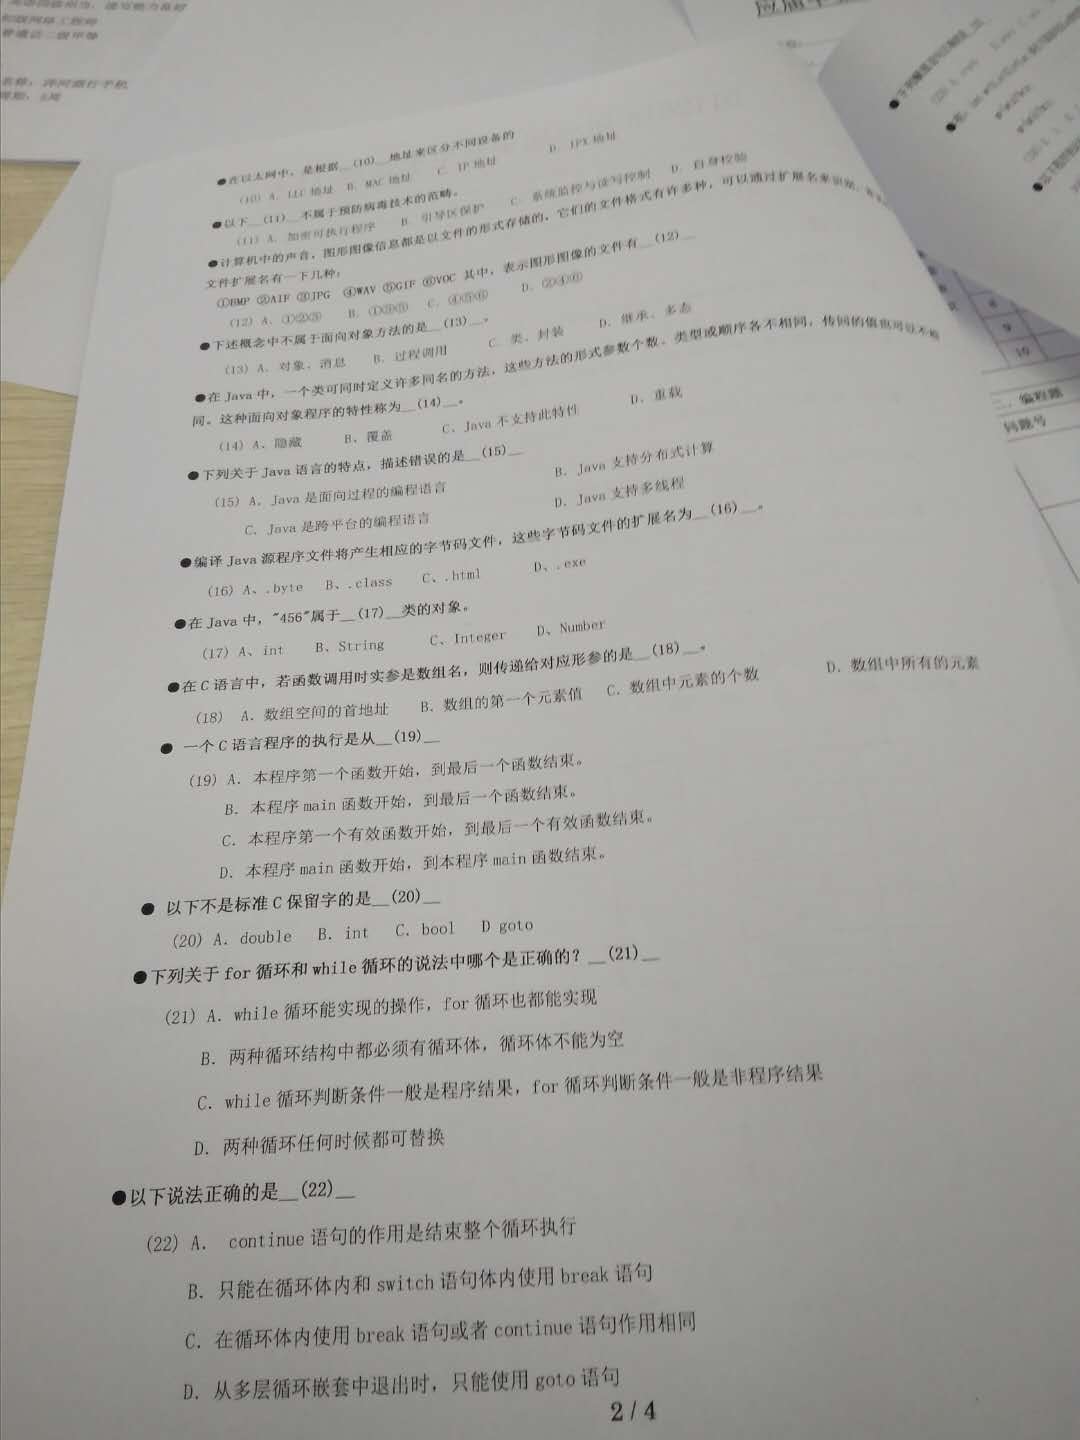 ●在以太网中，是根据__(10)__地址来区分不同设备的
(10) A. LLC 地址 B. MAC 地址 C. IP 地址 D. IPX 地址
●以下__(11)__不属于预防病毒技术的范畴。
(11) A. 加密可执行程序 B. 引导区保护 C. 系统监控与读写控制 D. 自身校验
●计算机中的声音，图形图像信息都是以文件的形式存储的，它们的文件格式有许多种，可以通过扩展名来识别，
文件扩展名有一下几种：
①BMP ②AIF ③JPG ④WAV ⑤GIF ⑥VOC 其中，表示图形图像的文件有__(12)__
(12) A. ①②③ B. ①③⑤ C. ④⑤⑥ D. ②④⑥
●下述概念中不属于面向对象方法的是__(13)__。
(13) A. 对象、消息 B. 过程调用 C. 类、封装 D. 继承、多态
●在 Java 中，一个类可同时定义许多同名的方法，这些方法的形式参数个数、类型或顺序各不相同，传回的值也可以不相
同。这种面向对象程序的特性称为__(14)__。
(14) A、隐藏 B、覆盖 C、Java 不支持此特性 D、重载
●下列关于 Java 语言的特点，描述错误的是__(15)__
(15) A. Java 是面向过程的编程语言 B. Java 支持分布式计算
C. Java 是跨平台的编程语言 D. Java 支持多线程
●编译 Java 源程序文件将产生相应的字节码文件，这些字节码文件的扩展名为__(16)__。
(16) A、.byte B、.class C、.html D、.exe
●在 Java 中，"456"属于__(17)__类的对象。
(17) A、int B、String C、Integer D、Number
●在 C 语言中，若函数调用时实参是数组名，则传递给对应形参的是__(18)__。
(18) A. 数组空间的首地址 B. 数组的第一个元素值 C. 数组中元素的个数 D. 数组中所有的元素
● 一个 C 语言程序的执行是从__(19)__
(19) A. 本程序第一个函数开始，到最后一个函数结束。
B. 本程序 main 函数开始，到最后一个函数结束。
C. 本程序第一个有效函数开始，到最后一个有效函数结束。
D. 本程序 main 函数开始，到本程序 main 函数结束。
● 以下不是标准 C 保留字的是__(20)__
(20) A. double B. int C. bool D goto
●下列关于 for 循环和 while 循环的说法中哪个是正确的？__(21)__
(21) A. while 循环能实现的操作，for 循环也都能实现
B. 两种循环结构中都必须有循环体，循环体不能为空
C. while 循环判断条件一般是程序结果，for 循环判断条件一般是非程序结果
D. 两种循环任何时候都可替换
●以下说法正确的是__(22)__
(22) A. continue 语句的作用是结束整个循环执行
B. 只能在循环体内和 switch 语句体内使用 break 语句
C. 在循环体内使用 break 语句或者 continue 语句作用相同
D. 从多层循环嵌套中退出时，只能使用 goto 语句
2 / 4
9
10
二、编程题